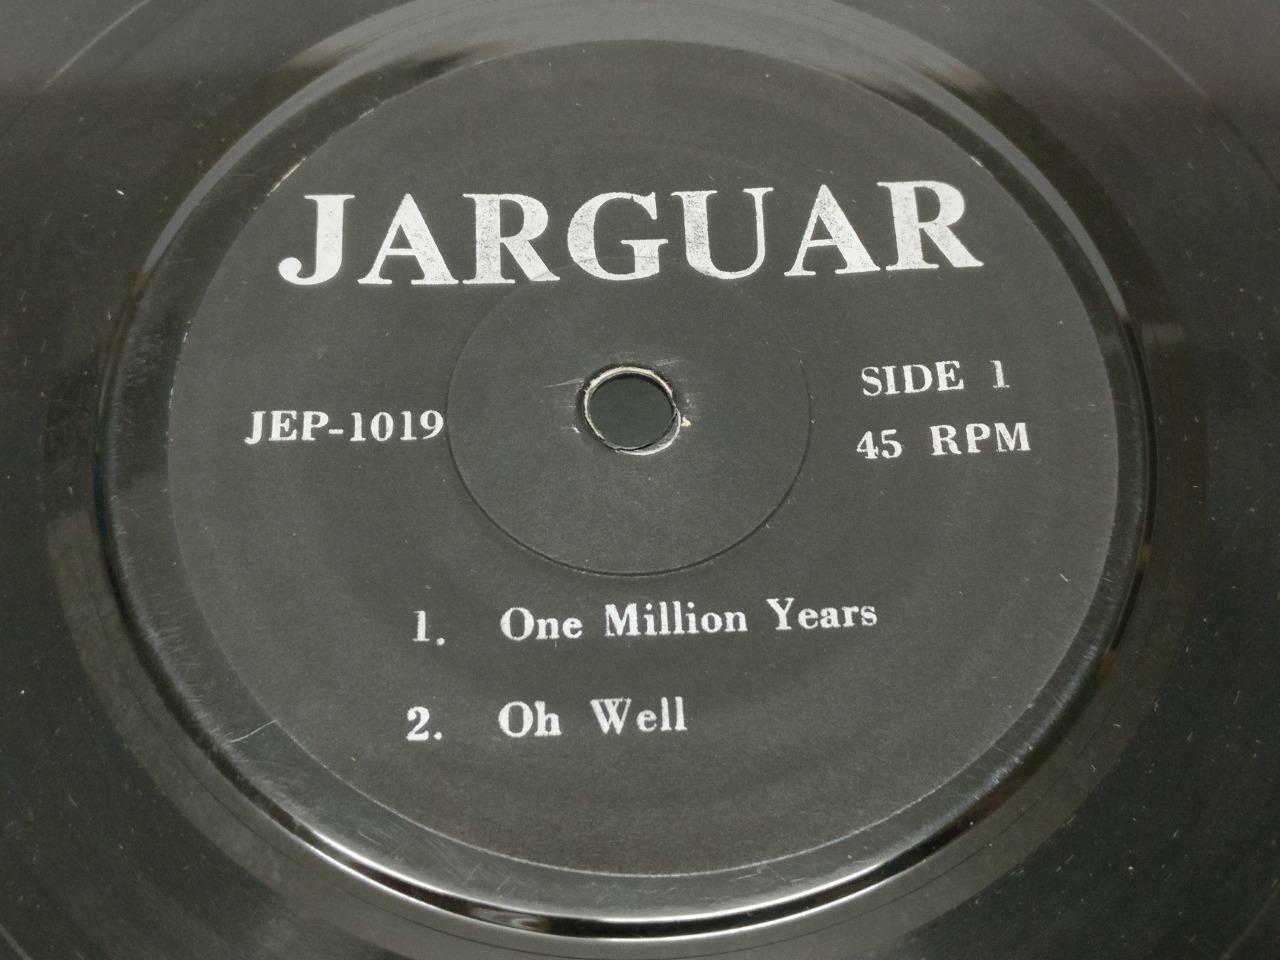 JARGUAR
JEP-1019
SIDE 1
45 RPM
1. One Million Years
2. Oh Well